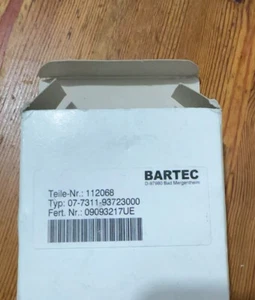 BARTEC
D-97980 Bad Mergentheim
Teile-Nr.: 112068
Typ: 07-7311-93723000
Fert. Nr.: 09093217UE